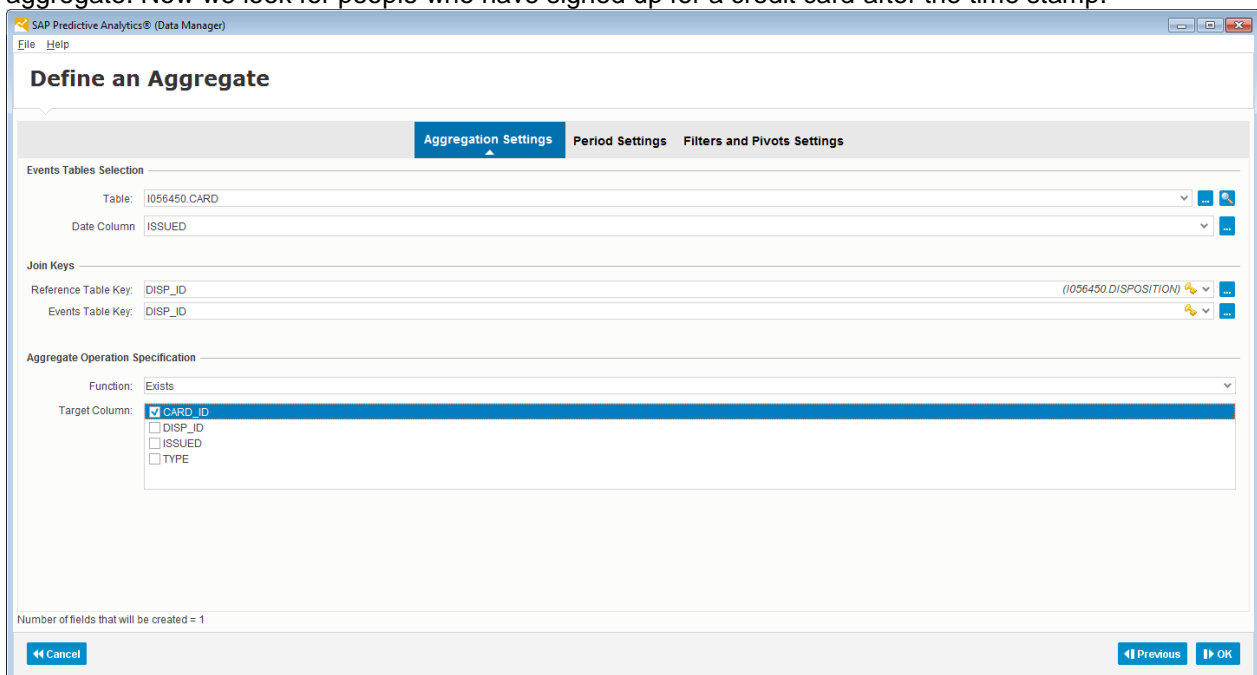 aggregate. Now we look for people who have signed up for a credit card after the time stamp.
SAP Predictive Analytics® (Data Manager)
File Help
Define an Aggregate
Aggregation Settings Period Settings Filters and Pivots Settings
Events Tables Selection
Table: I056450.CARD ...
Date Column ISSUED ...
Join Keys
Reference Table Key: DISP_ID (I056450.DISPOSITION) ...
Events Table Key: DISP_ID ...
Aggregate Operation Specification
Function: Exists
Target Column: CARD_ID
DISP_ID
ISSUED
TYPE
Number of fields that will be created = 1
Cancel Previous OK